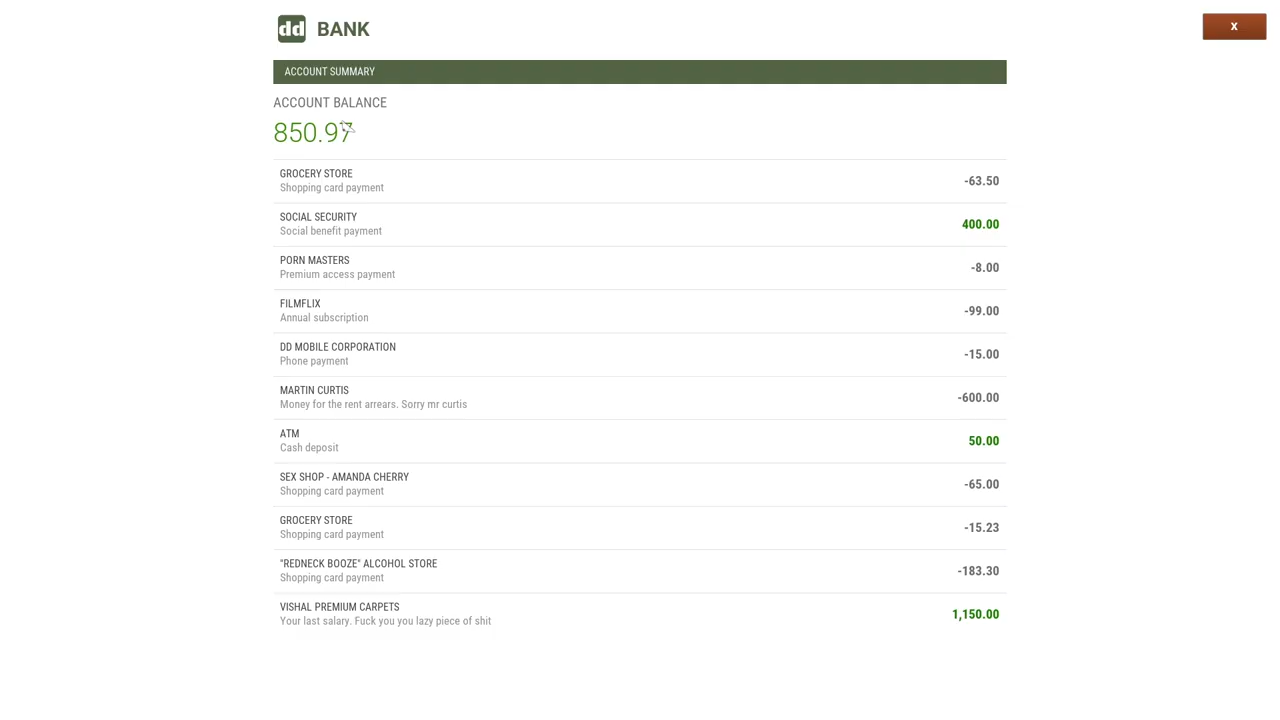 dd BANK
X
ACCOUNT SUMMARY
ACCOUNT BALANCE
850.97
GROCERY STORE
Shopping card payment
-63.50
SOCIAL SECURITY
Social benefit payment
400.00
PORN MASTERS
Premium access payment
-8.00
FILMFLIX
Annual subscription
-99.00
DD MOBILE CORPORATION
Phone payment
-15.00
MARTIN CURTIS
Money for the rent arrears. Sorry mr curtis
-600.00
ATM
Cash deposit
50.00
SEX SHOP - AMANDA CHERRY
Shopping card payment
-65.00
GROCERY STORE
Shopping card payment
-15.23
"REDNECK BOOZE" ALCOHOL STORE
Shopping card payment
-183.30
VISHAL PREMIUM CARPETS
Your last salary. Fuck you you lazy piece of shit
1,150.00